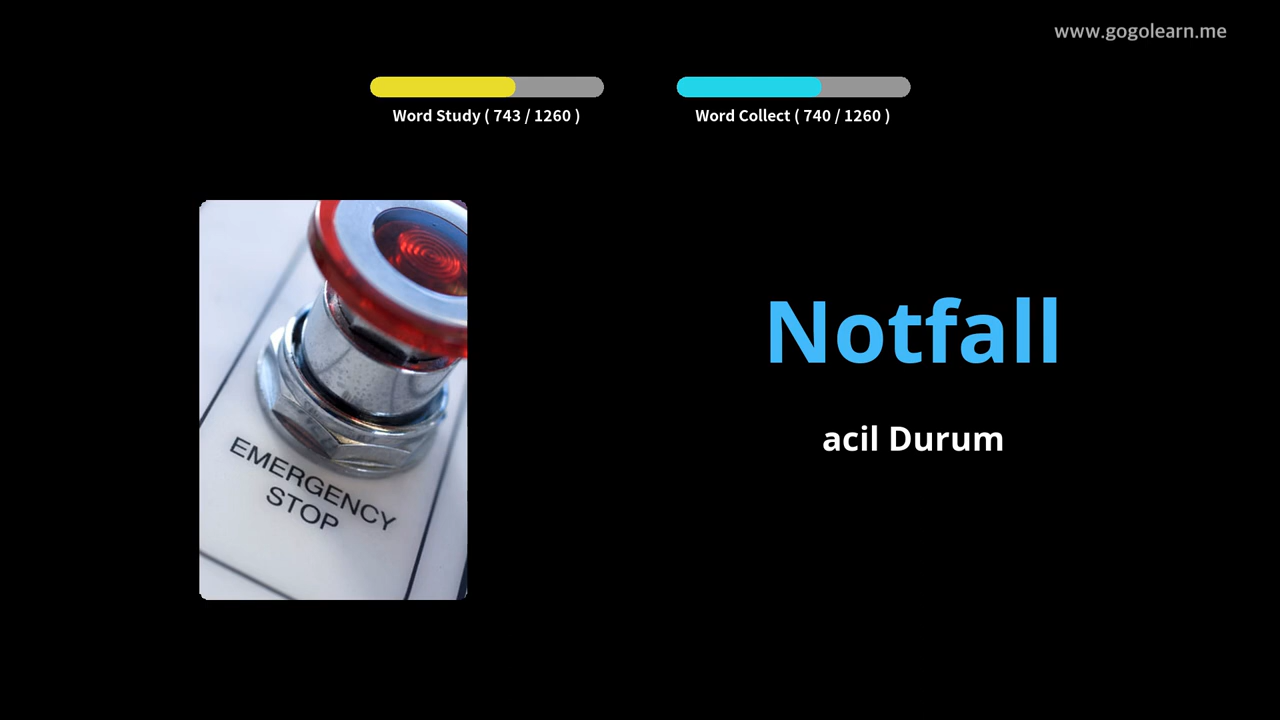 www.gogolearn.me
Word Study ( 743 / 1260 )
Word Collect ( 740 / 1260 )
EMERGENCY
STOP
Notfall
acil Durum